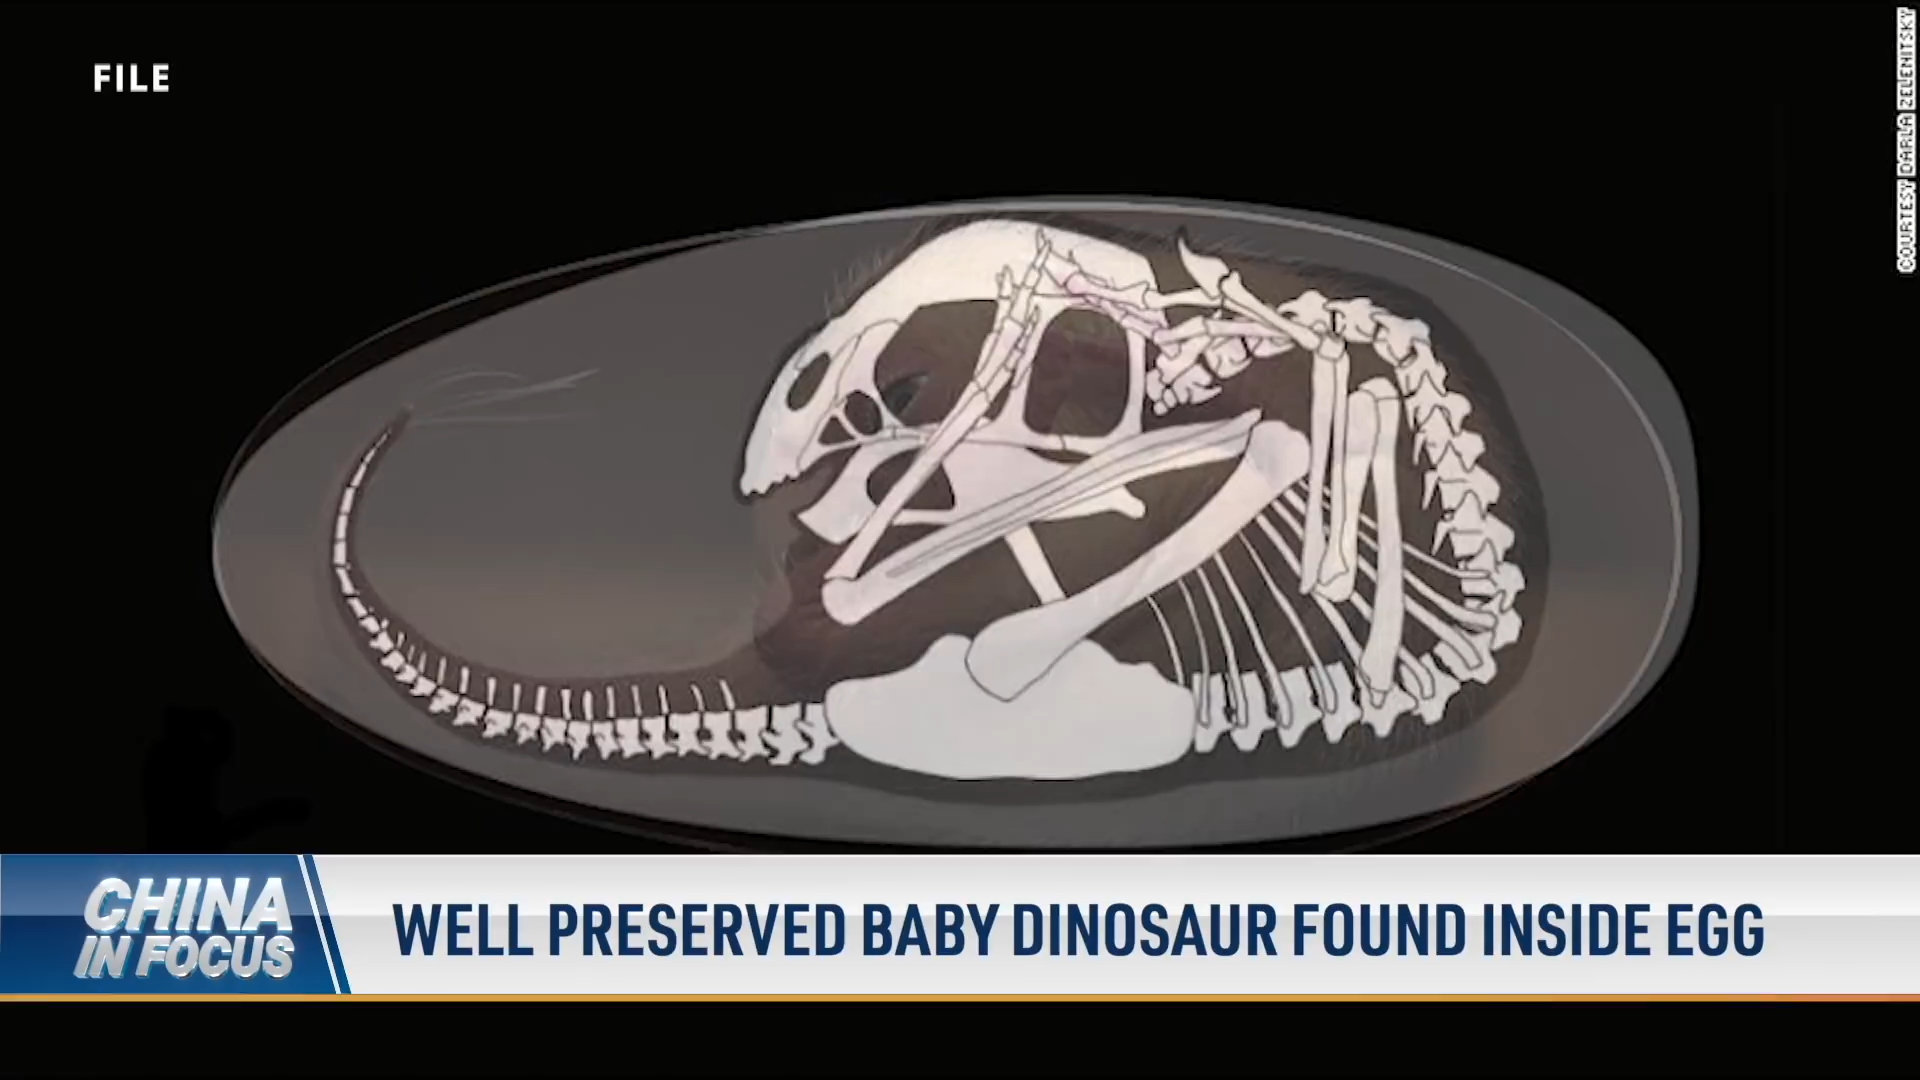 FILE
COURTESY DARLA ZELENITSKY
CHINA
IN FOCUS
WELL PRESERVED BABY DINOSAUR FOUND INSIDE EGG